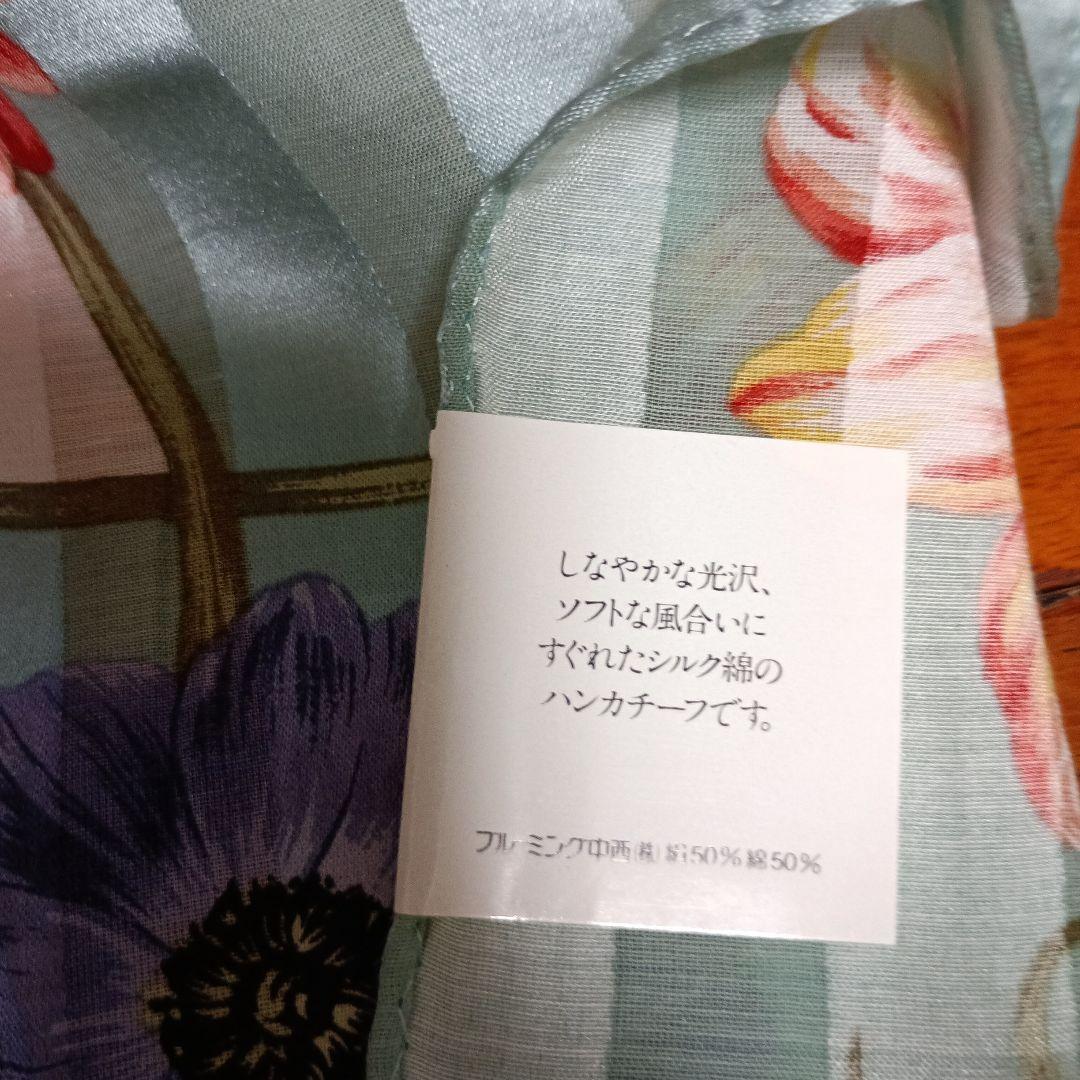 しなやかな光沢、
ソフトな風合いに
すぐれたシルク綿の
ハンカチーフです。
ブルーミング中西(株) 絹50% 綿50%